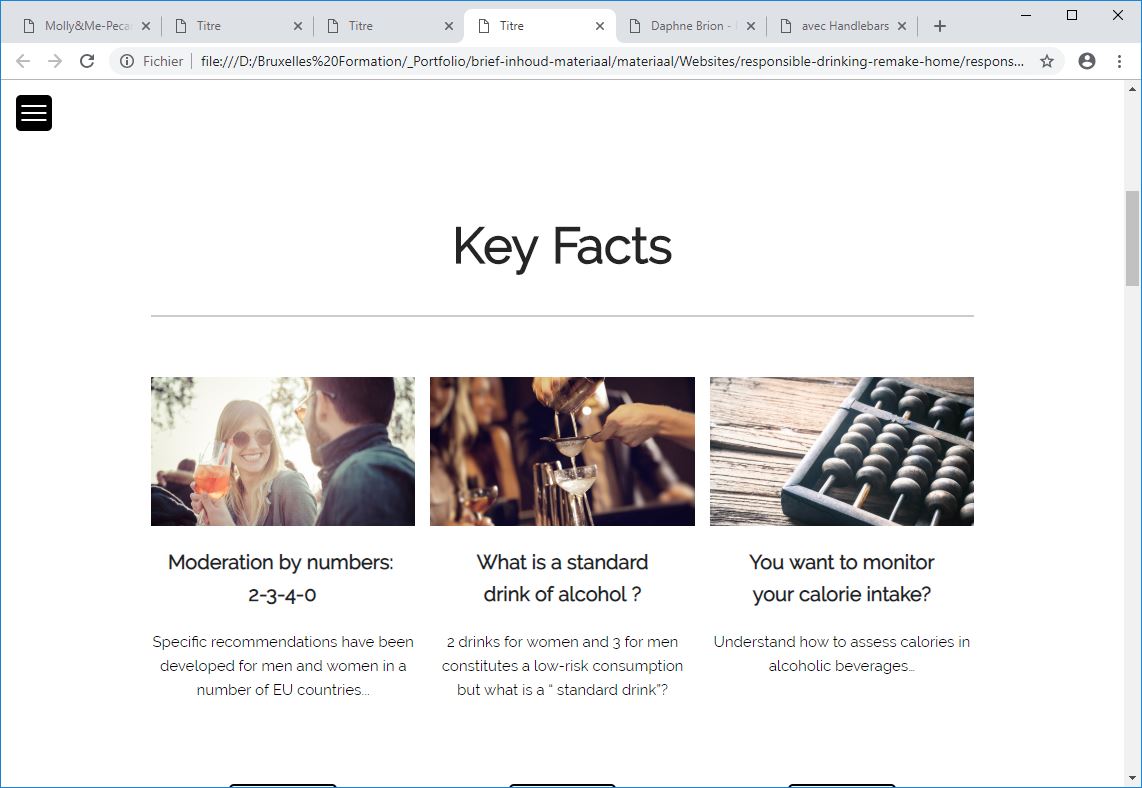 Molly&Me-Peca
Titre
Titre
Titre
Daphne Brion -
avec Handlebars
Fichier
file:///D:/Bruxelles%20Formation/_Portfolio/brief-inhoud-materiaal/materiaal/Websites/responsible-drinking-remake-home/respons...
Key Facts
Moderation by numbers:
2-3-4-0
Specific recommendations have been
developed for men and women in a
number of EU countries...
What is a standard
drink of alcohol ?
2 drinks for women and 3 for men
constitutes a low-risk consumption
but what is a “ standard drink”?
You want to monitor
your calorie intake?
Understand how to assess calories in
alcoholic beverages...